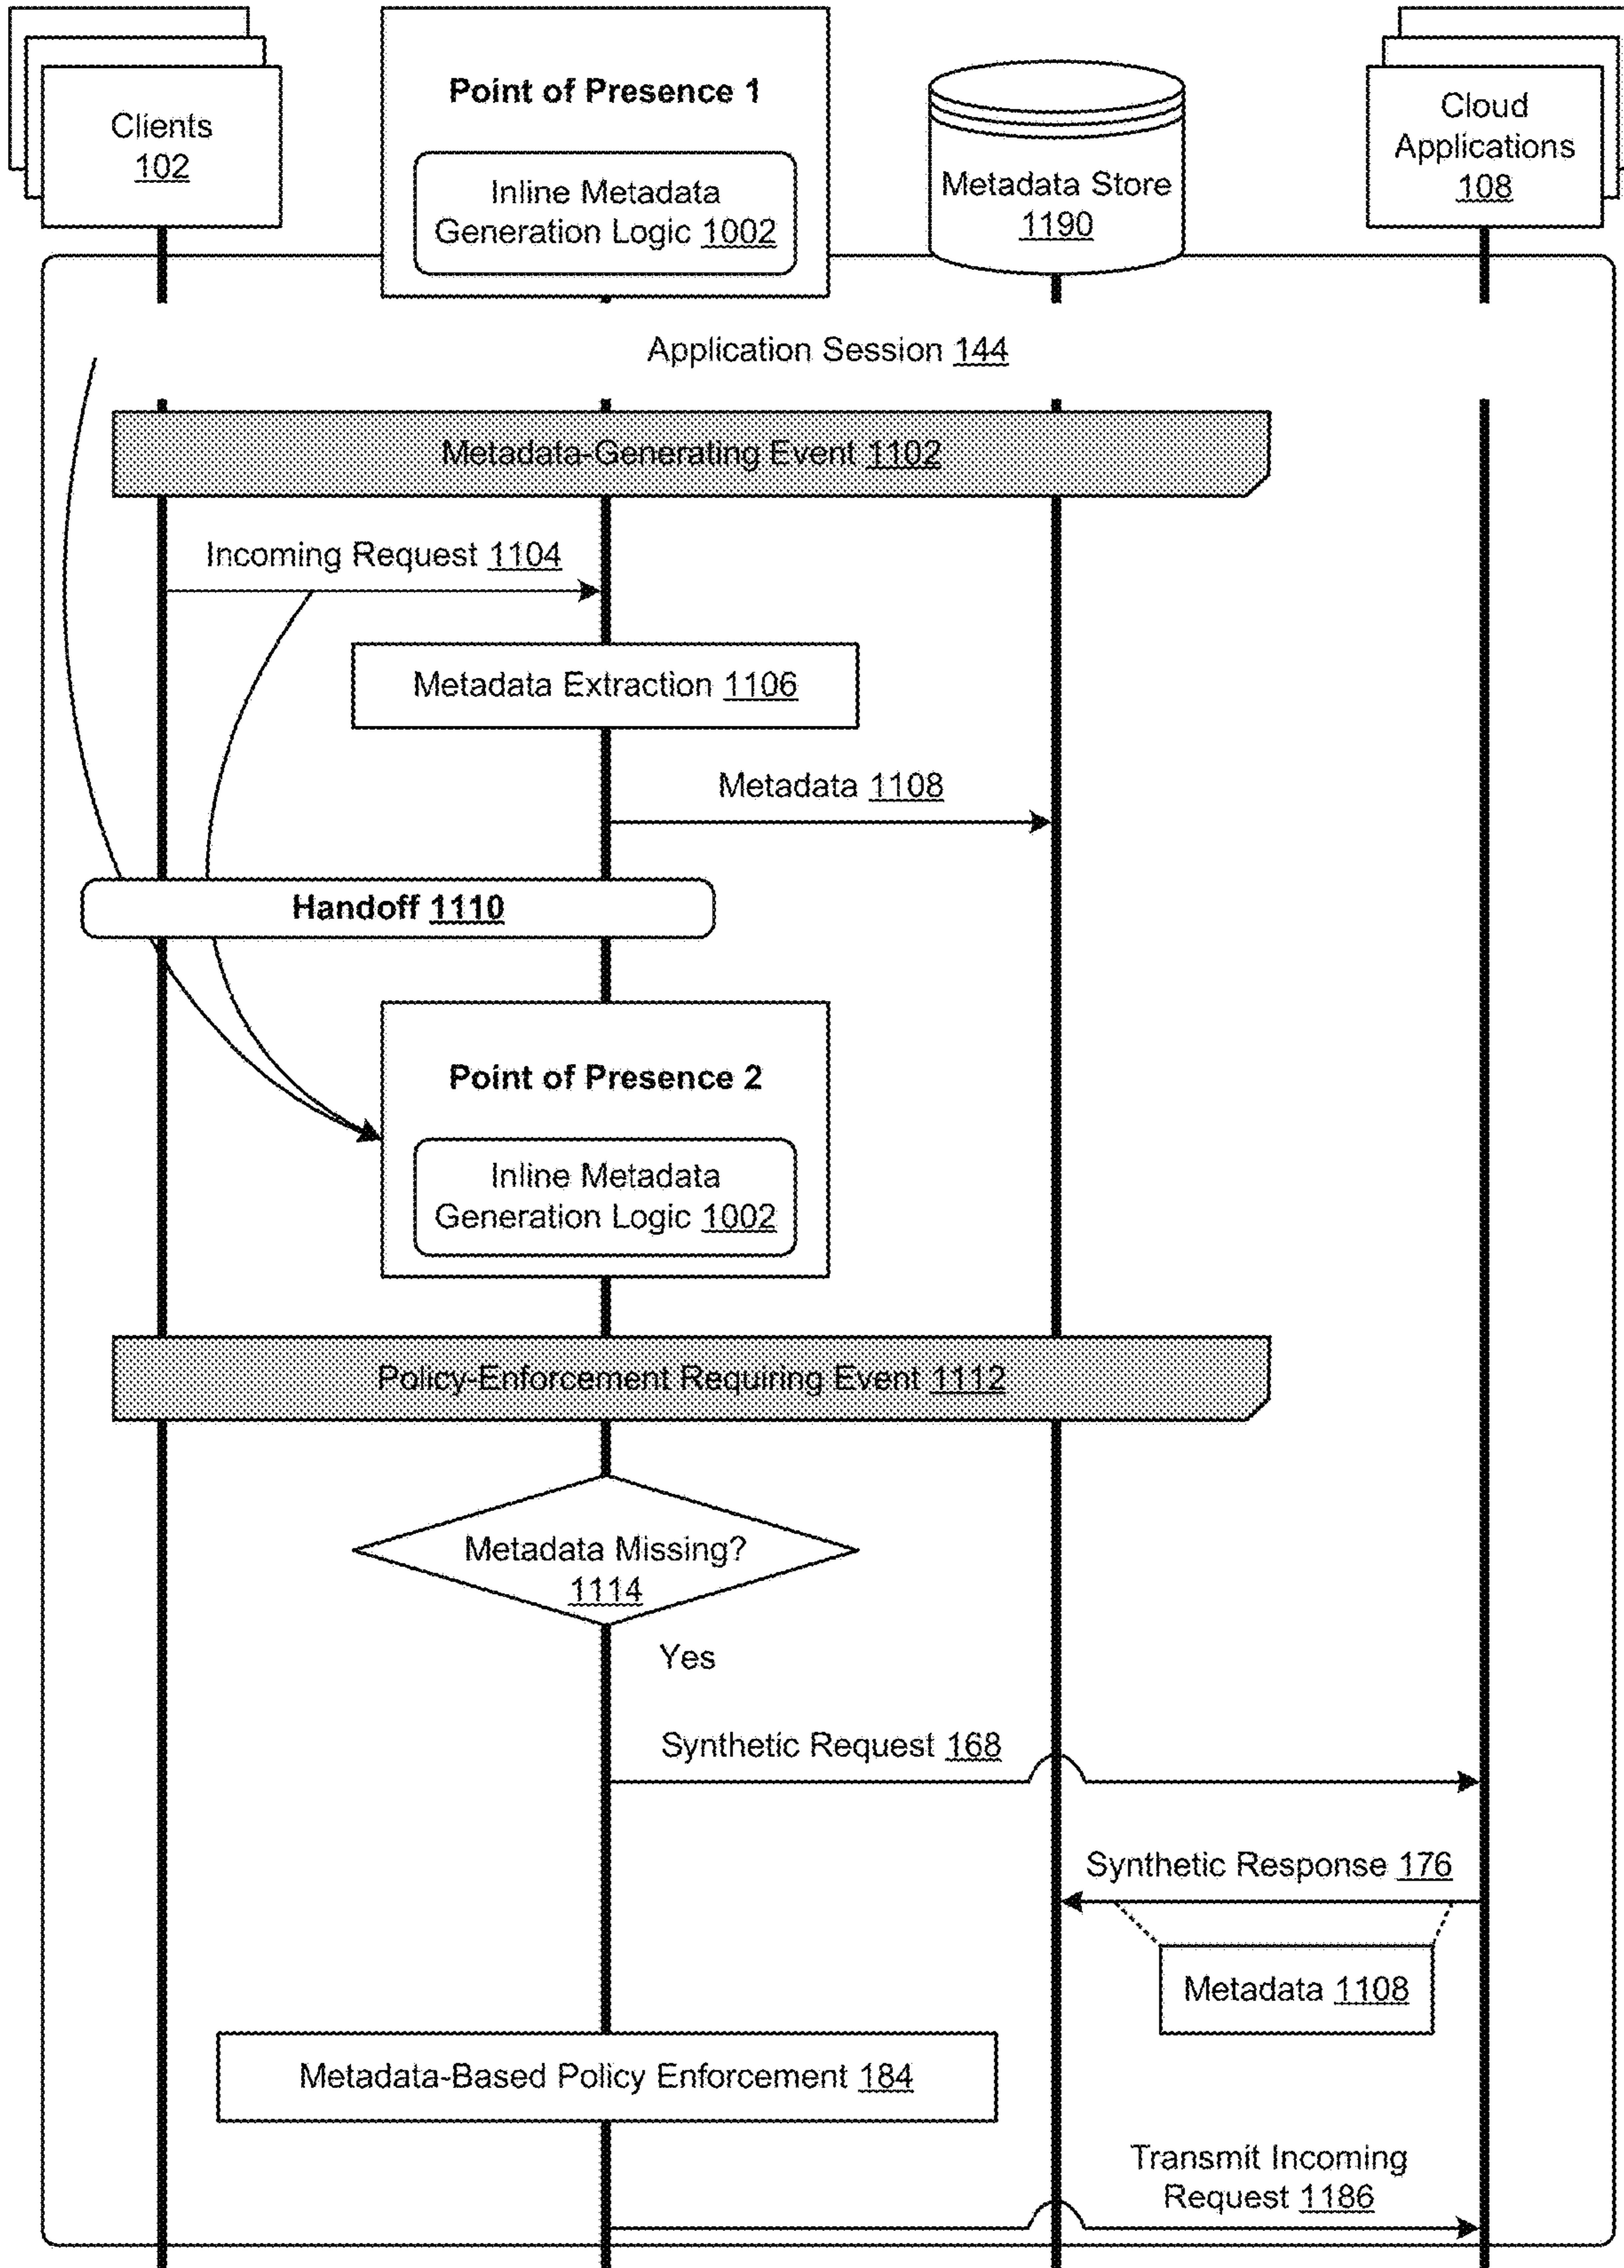 Clients
102
Point of Presence 1
Inline Metadata
Generation Logic 1002
Metadata Store
1190
Cloud
Applications
108
Application Session 144
Metadata-Generating Event 1102
Incoming Request 1104
Metadata Extraction 1106
Metadata 1108
Handoff 1110
Point of Presence 2
Inline Metadata
Generation Logic 1002
Policy-Enforcement Requiring Event 1112
Metadata Missing?
1114
Yes
Synthetic Request 168
Synthetic Response 176
Metadata 1108
Metadata-Based Policy Enforcement 184
Transmit Incoming
Request 1186